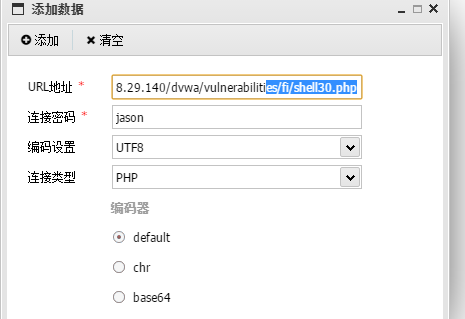 添加数据
添加 清空
URL地址 * 8.29.140/dvwa/vulnerabilities/fi/shell30.php
连接密码 * jason
编码设置 UTF8
连接类型 PHP
编码器
default
chr
base64